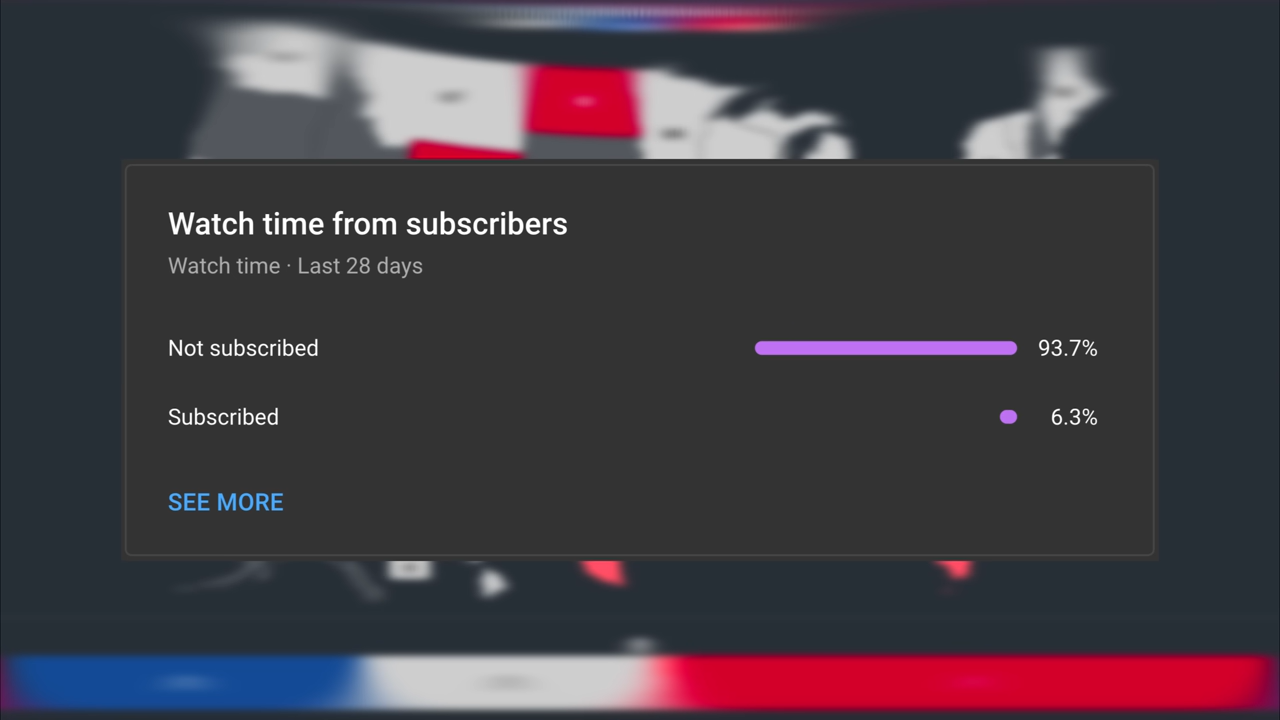 Watch time from subscribers
Watch time · Last 28 days
Not subscribed 93.7%
Subscribed 6.3%
SEE MORE